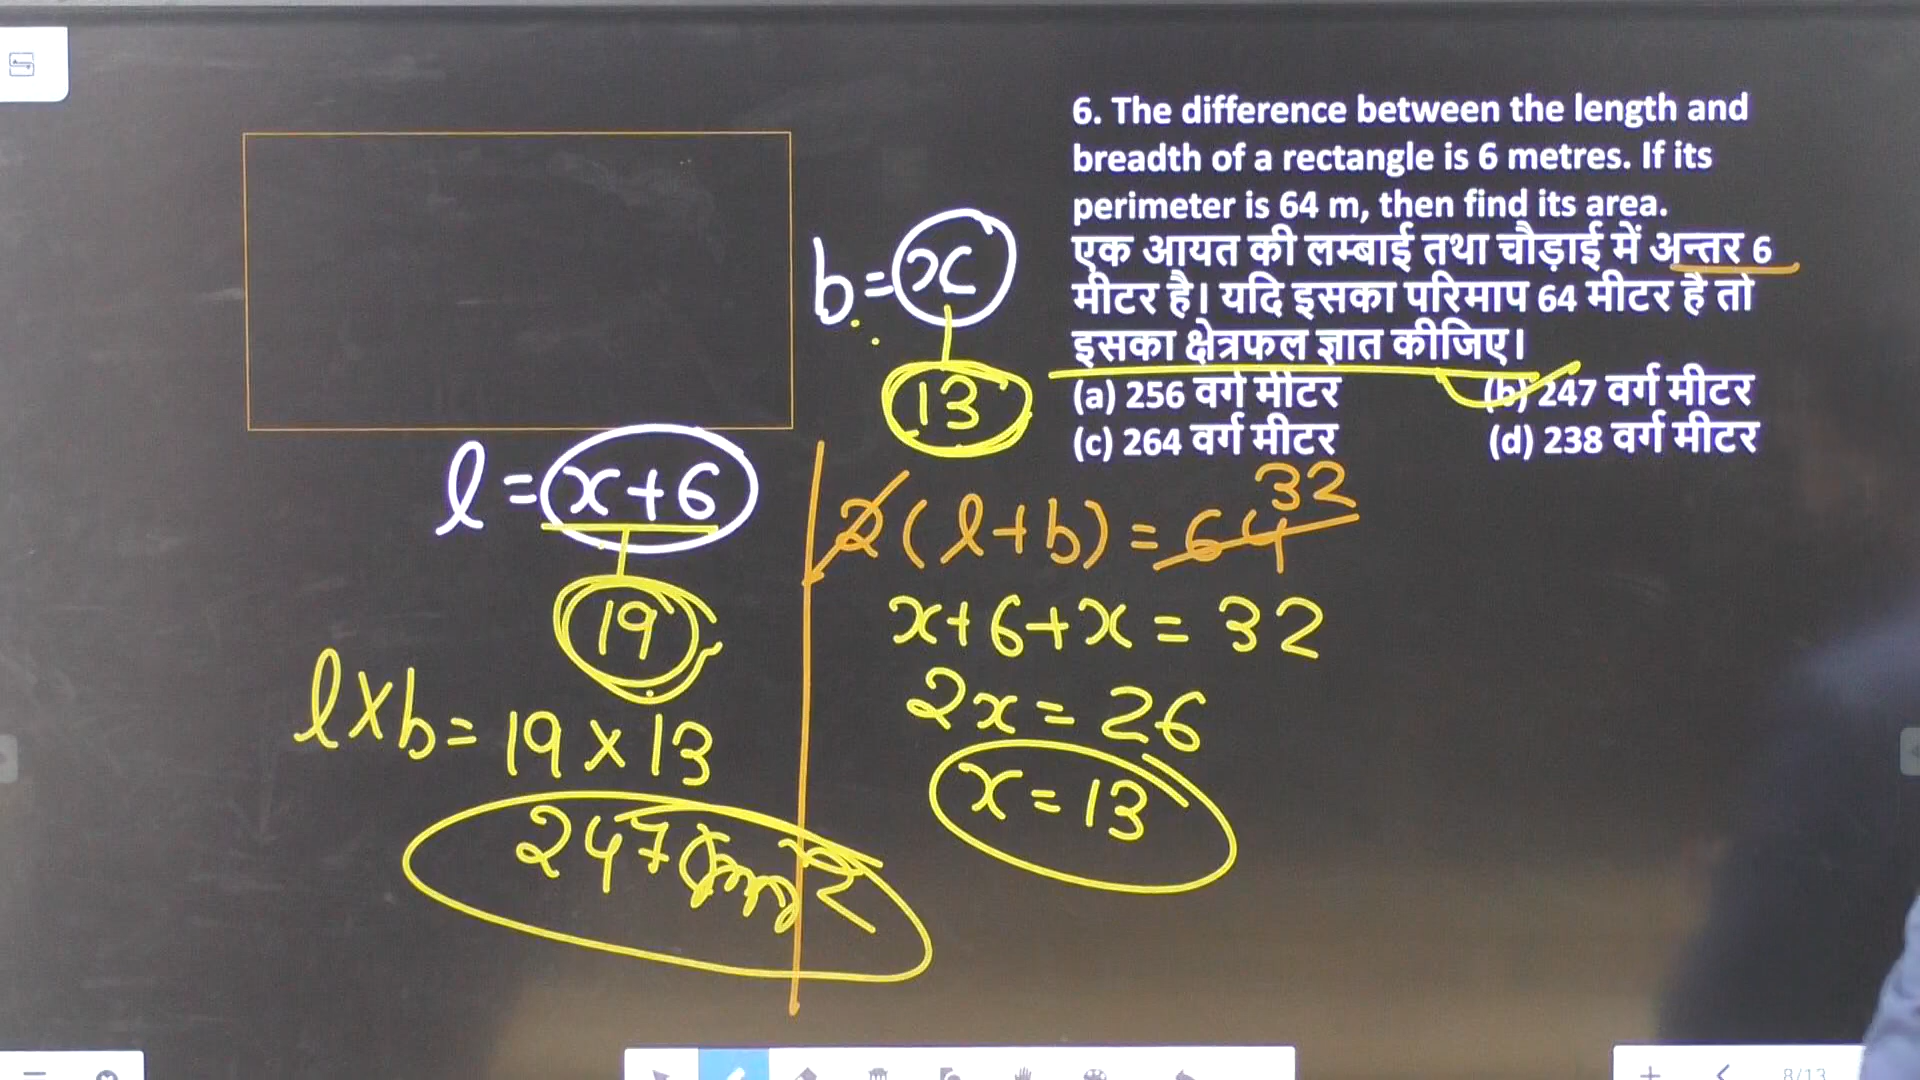 6. The difference between the length and
breadth of a rectangle is 6 metres. If its
perimeter is 64 m, then find its area.
एक आयत की लम्बाई तथा चौड़ाई में अन्तर 6
मीटर है। यदि इसका परिमाप 64 मीटर है तो
इसका क्षेत्रफल ज्ञात कीजिए।
(a) 256 वर्ग मीटर (b) 247 वर्ग मीटर
(c) 264 वर्ग मीटर (d) 238 वर्ग मीटर
b = x
13
l = x+6
19
l×b = 19×13
247
2(l+b) = 64 32
x+6+x = 32
2x = 26
x = 13
8/13